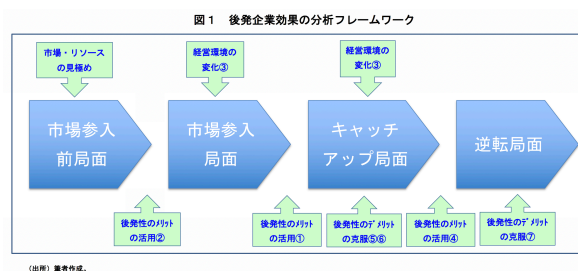 図１ 後発企業効果の分析フレームワーク
市場・リソース
の見極め
経営環境の
変化③
経営環境の
変化③
市場参入
前局面
市場参入
局面
キャッチ
アップ局面
逆転局面
後発性のﾒﾘｯﾄ
の活用②
後発性のﾒﾘｯﾄ
の活用①
後発性のﾃﾞﾒﾘｯﾄ
の克服⑤⑥
後発性のﾒﾘｯﾄ
の活用④
後発性のﾃﾞﾒﾘｯﾄ
の克服⑦
（出所）筆者作成。